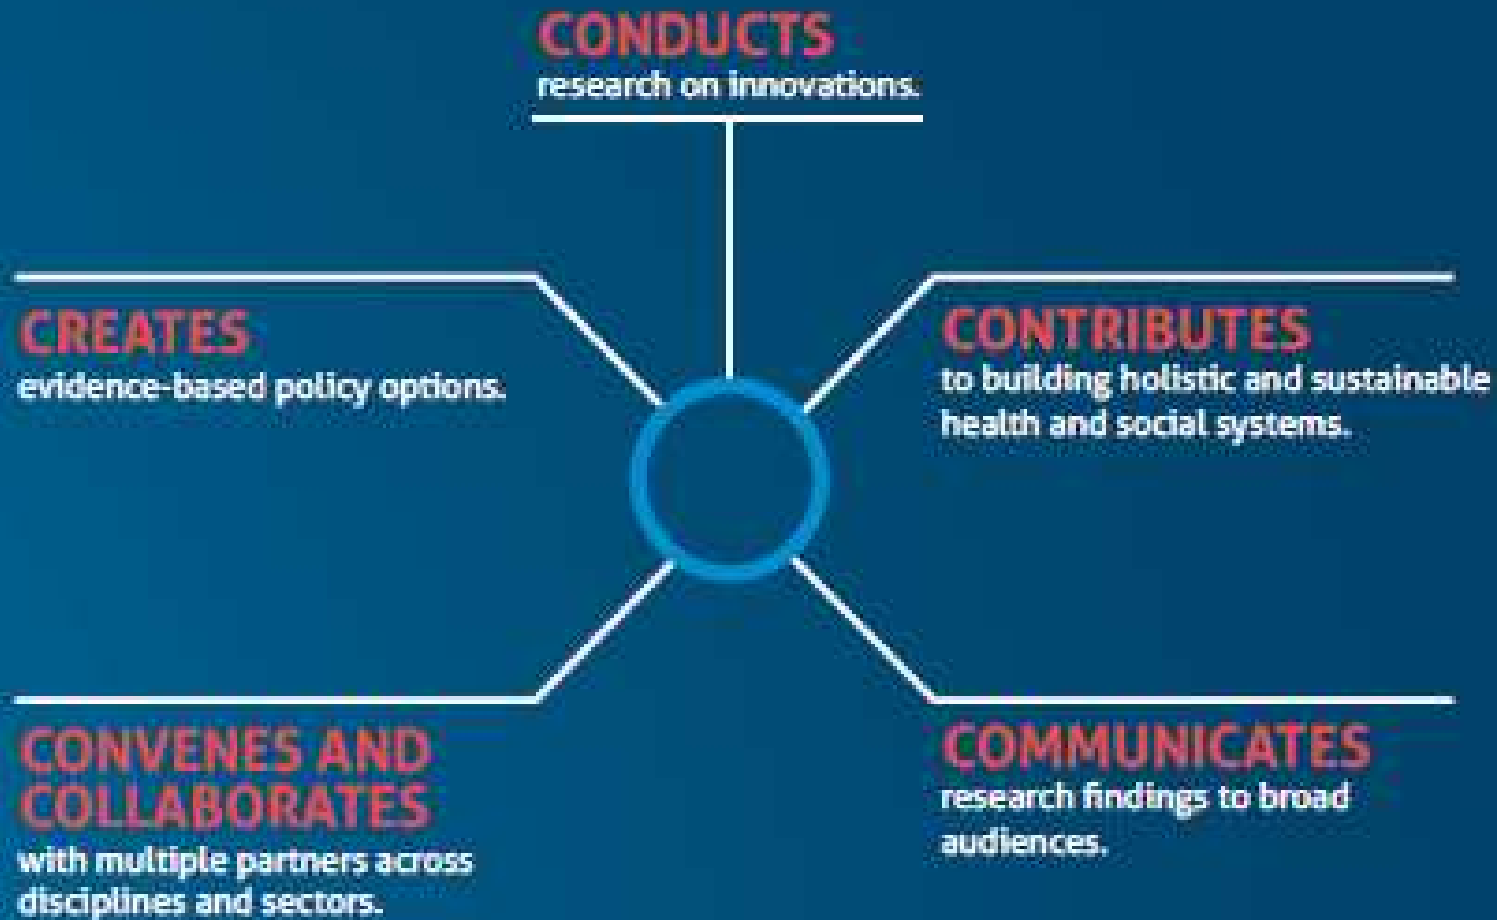 CONDUCTS
research on innovations.
CREATES
evidence-based policy options.
CONTRIBUTES
to building holistic and sustainable
health and social systems.
CONVENES AND
COLLABORATES
with multiple partners across
disciplines and sectors.
COMMUNICATES
research findings to broad
audiences.